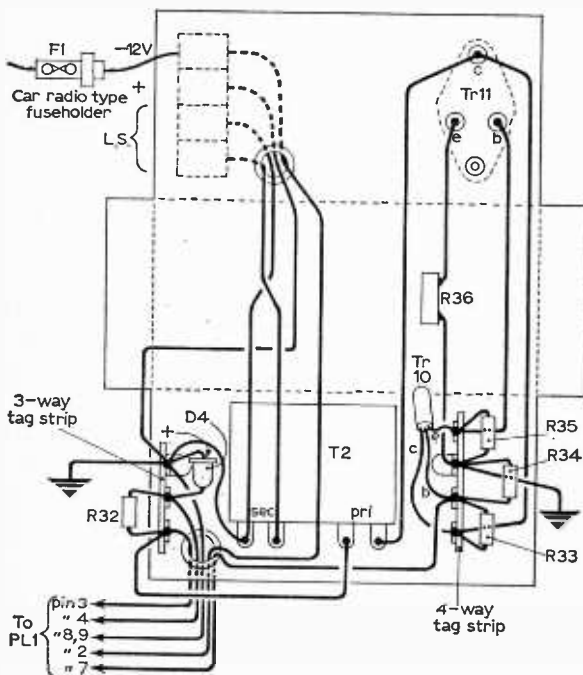 F1
−12V
Car radio type
fuseholder
+
L.S.
c
Tr11
e
b
R36
3-way
tag strip
+
D4
T2
Tr
10
c
b
R35
R34
R33
R32
sec
pri
4-way
tag strip
To
PL1
pin 3
" 4
"8,9
" 2
" 7